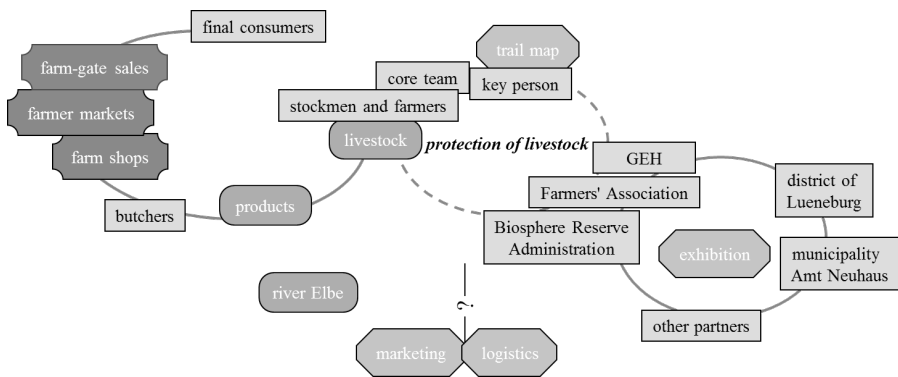 final consumers
trail map
farm-gate sales
core team
key person
stockmen and farmers
farmer markets
livestock
protection of livestock
farm shops
GEH
district of
Lueneburg
Farmers' Association
products
butchers
Biosphere Reserve
Administration
exhibition
municipality
Amt Neuhaus
river Elbe
?
other partners
marketing
logistics